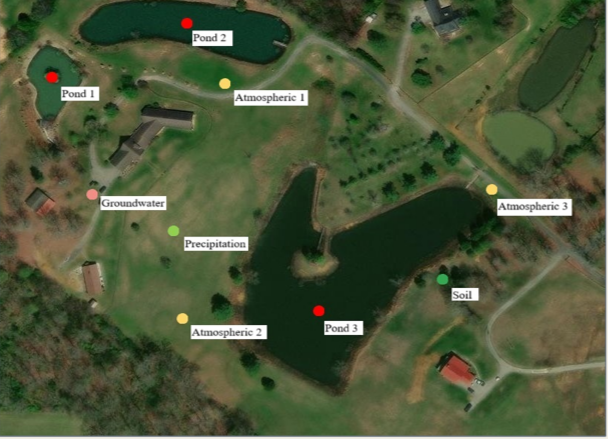 Pond 2
Pond 1
Atmospheric 1
Groundwater
Atmospheric 3
Precipitation
Soil
Pond 3
Atmospheric 2